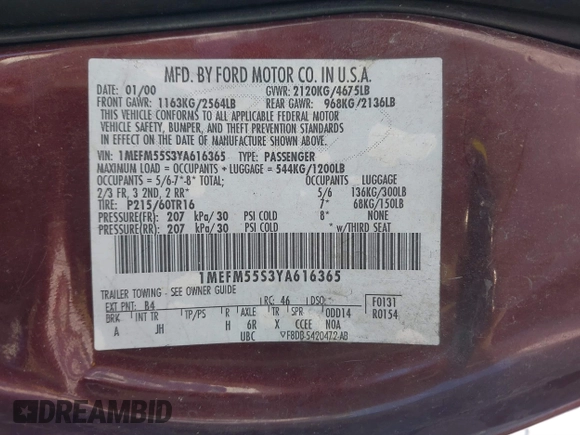 MFD. BY FORD MOTOR CO. IN U.S.A.
DATE: 01/00 GVWR: 2120KG/4675LB
FRONT GAWR: 1163KG/2564LB REAR GAWR: 968KG/2136LB
THIS VEHICLE CONFORMS TO ALL APPLICABLE FEDERAL MOTOR
VEHICLE SAFETY, BUMPER, AND THEFT PREVENTION STANDARDS
IN EFFECT ON THE DATE OF MANUFACTURE SHOWN ABOVE.
VIN: 1MEFM55S3YA616365 TYPE: PASSENGER
MAXIMUM LOAD = OCCUPANTS + LUGGAGE = 544KG/1200LB
OCCUPANTS = 5/6-7*-8* TOTAL: OCCUPANTS LUGGAGE
2/3 FR, 3 2ND, 2 RR* 5/6 136KG/300LB
TIRE: P215/60TR16 7* 68KG/150LB
PRESSURE(FR): 207 kPa/30 PSI COLD 8* NONE
PRESSURE(RR): 207 kPa/30 PSI COLD * W/THIRD SEAT
1MEFM55S3YA616365
TRAILER TOWING - SEE OWNER GUIDE
EXT PNT: B4 RC: 46 DSO: F0131
BRK INT TR TP/PS R AXLE TR SPR ODD14 R0154
A JH H 6R X CCEE NOA
UBC F8DB-5420472-AB
DREAMBID